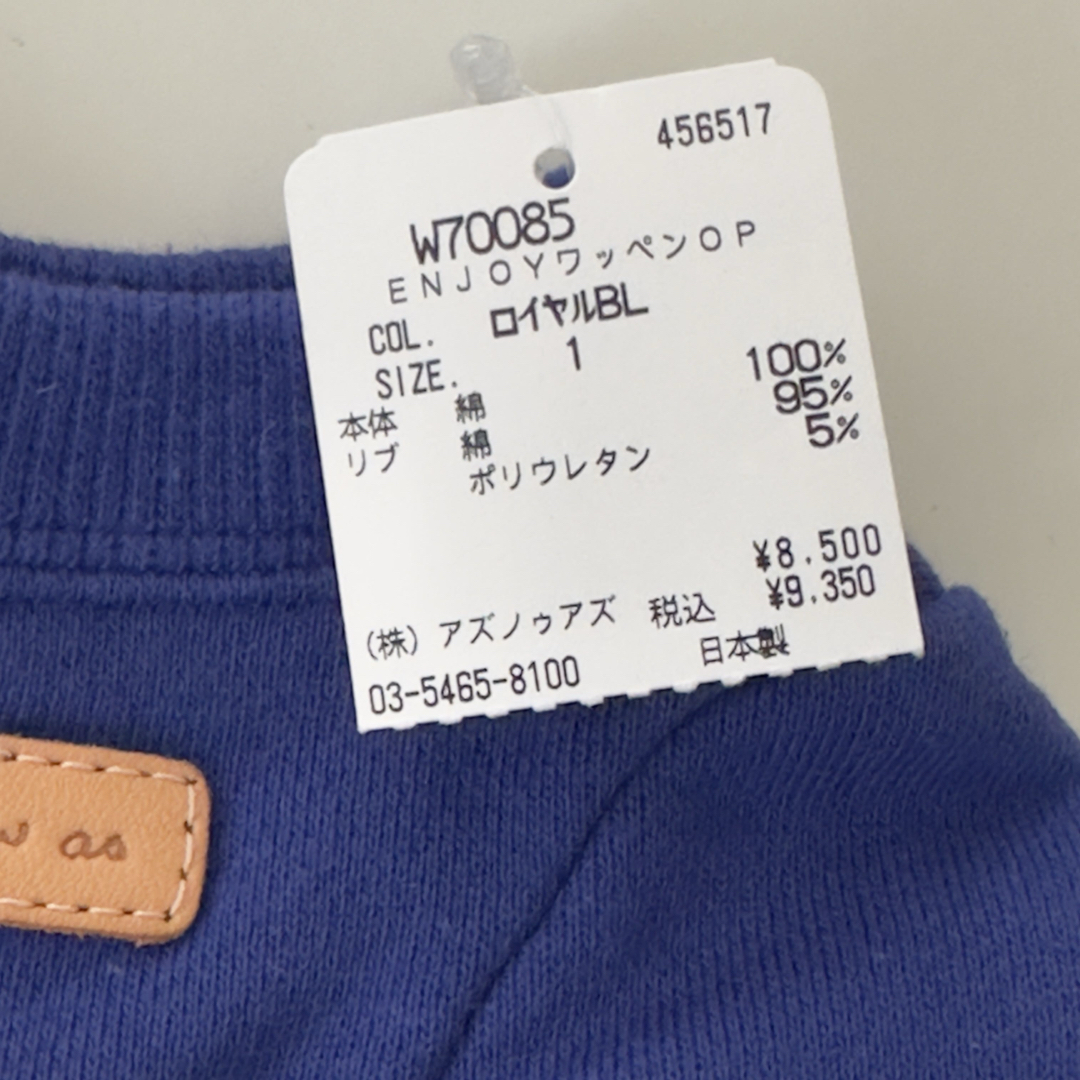 456517
W70085
ENJOYワッペンOP
COL. ロイヤルBL
SIZE. 1
本体 綿 100%
リブ 綿 95%
ポリウレタン 5%
¥8,500
税込 ¥9,350
(株)アズノゥアズ 日本製
03-5465-8100
as